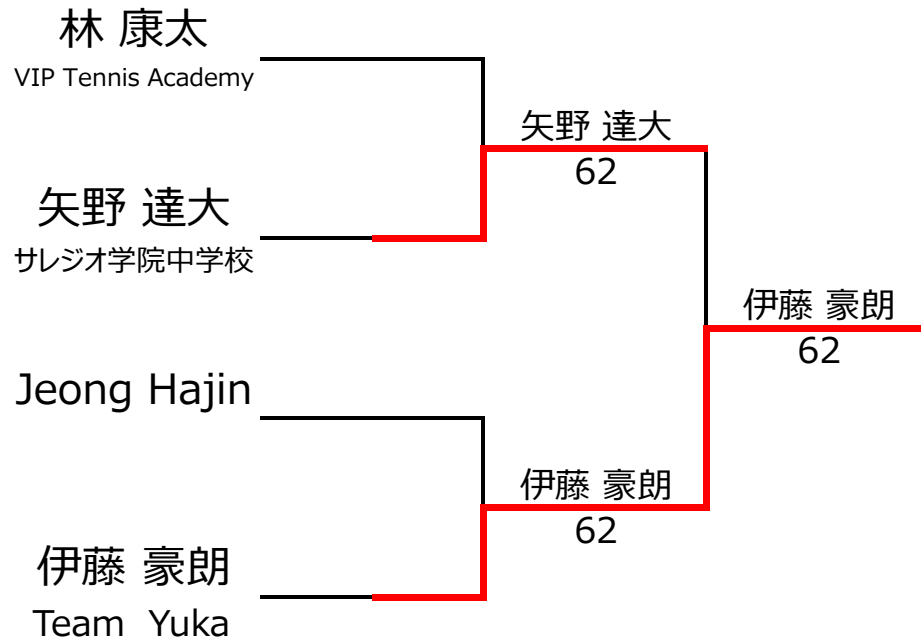 林 康太
VIP Tennis Academy
矢野 達大
62
矢野 達大
サレジオ学院中学校
伊藤 豪朗
62
Jeong Hajin
伊藤 豪朗
62
伊藤 豪朗
Team Yuka